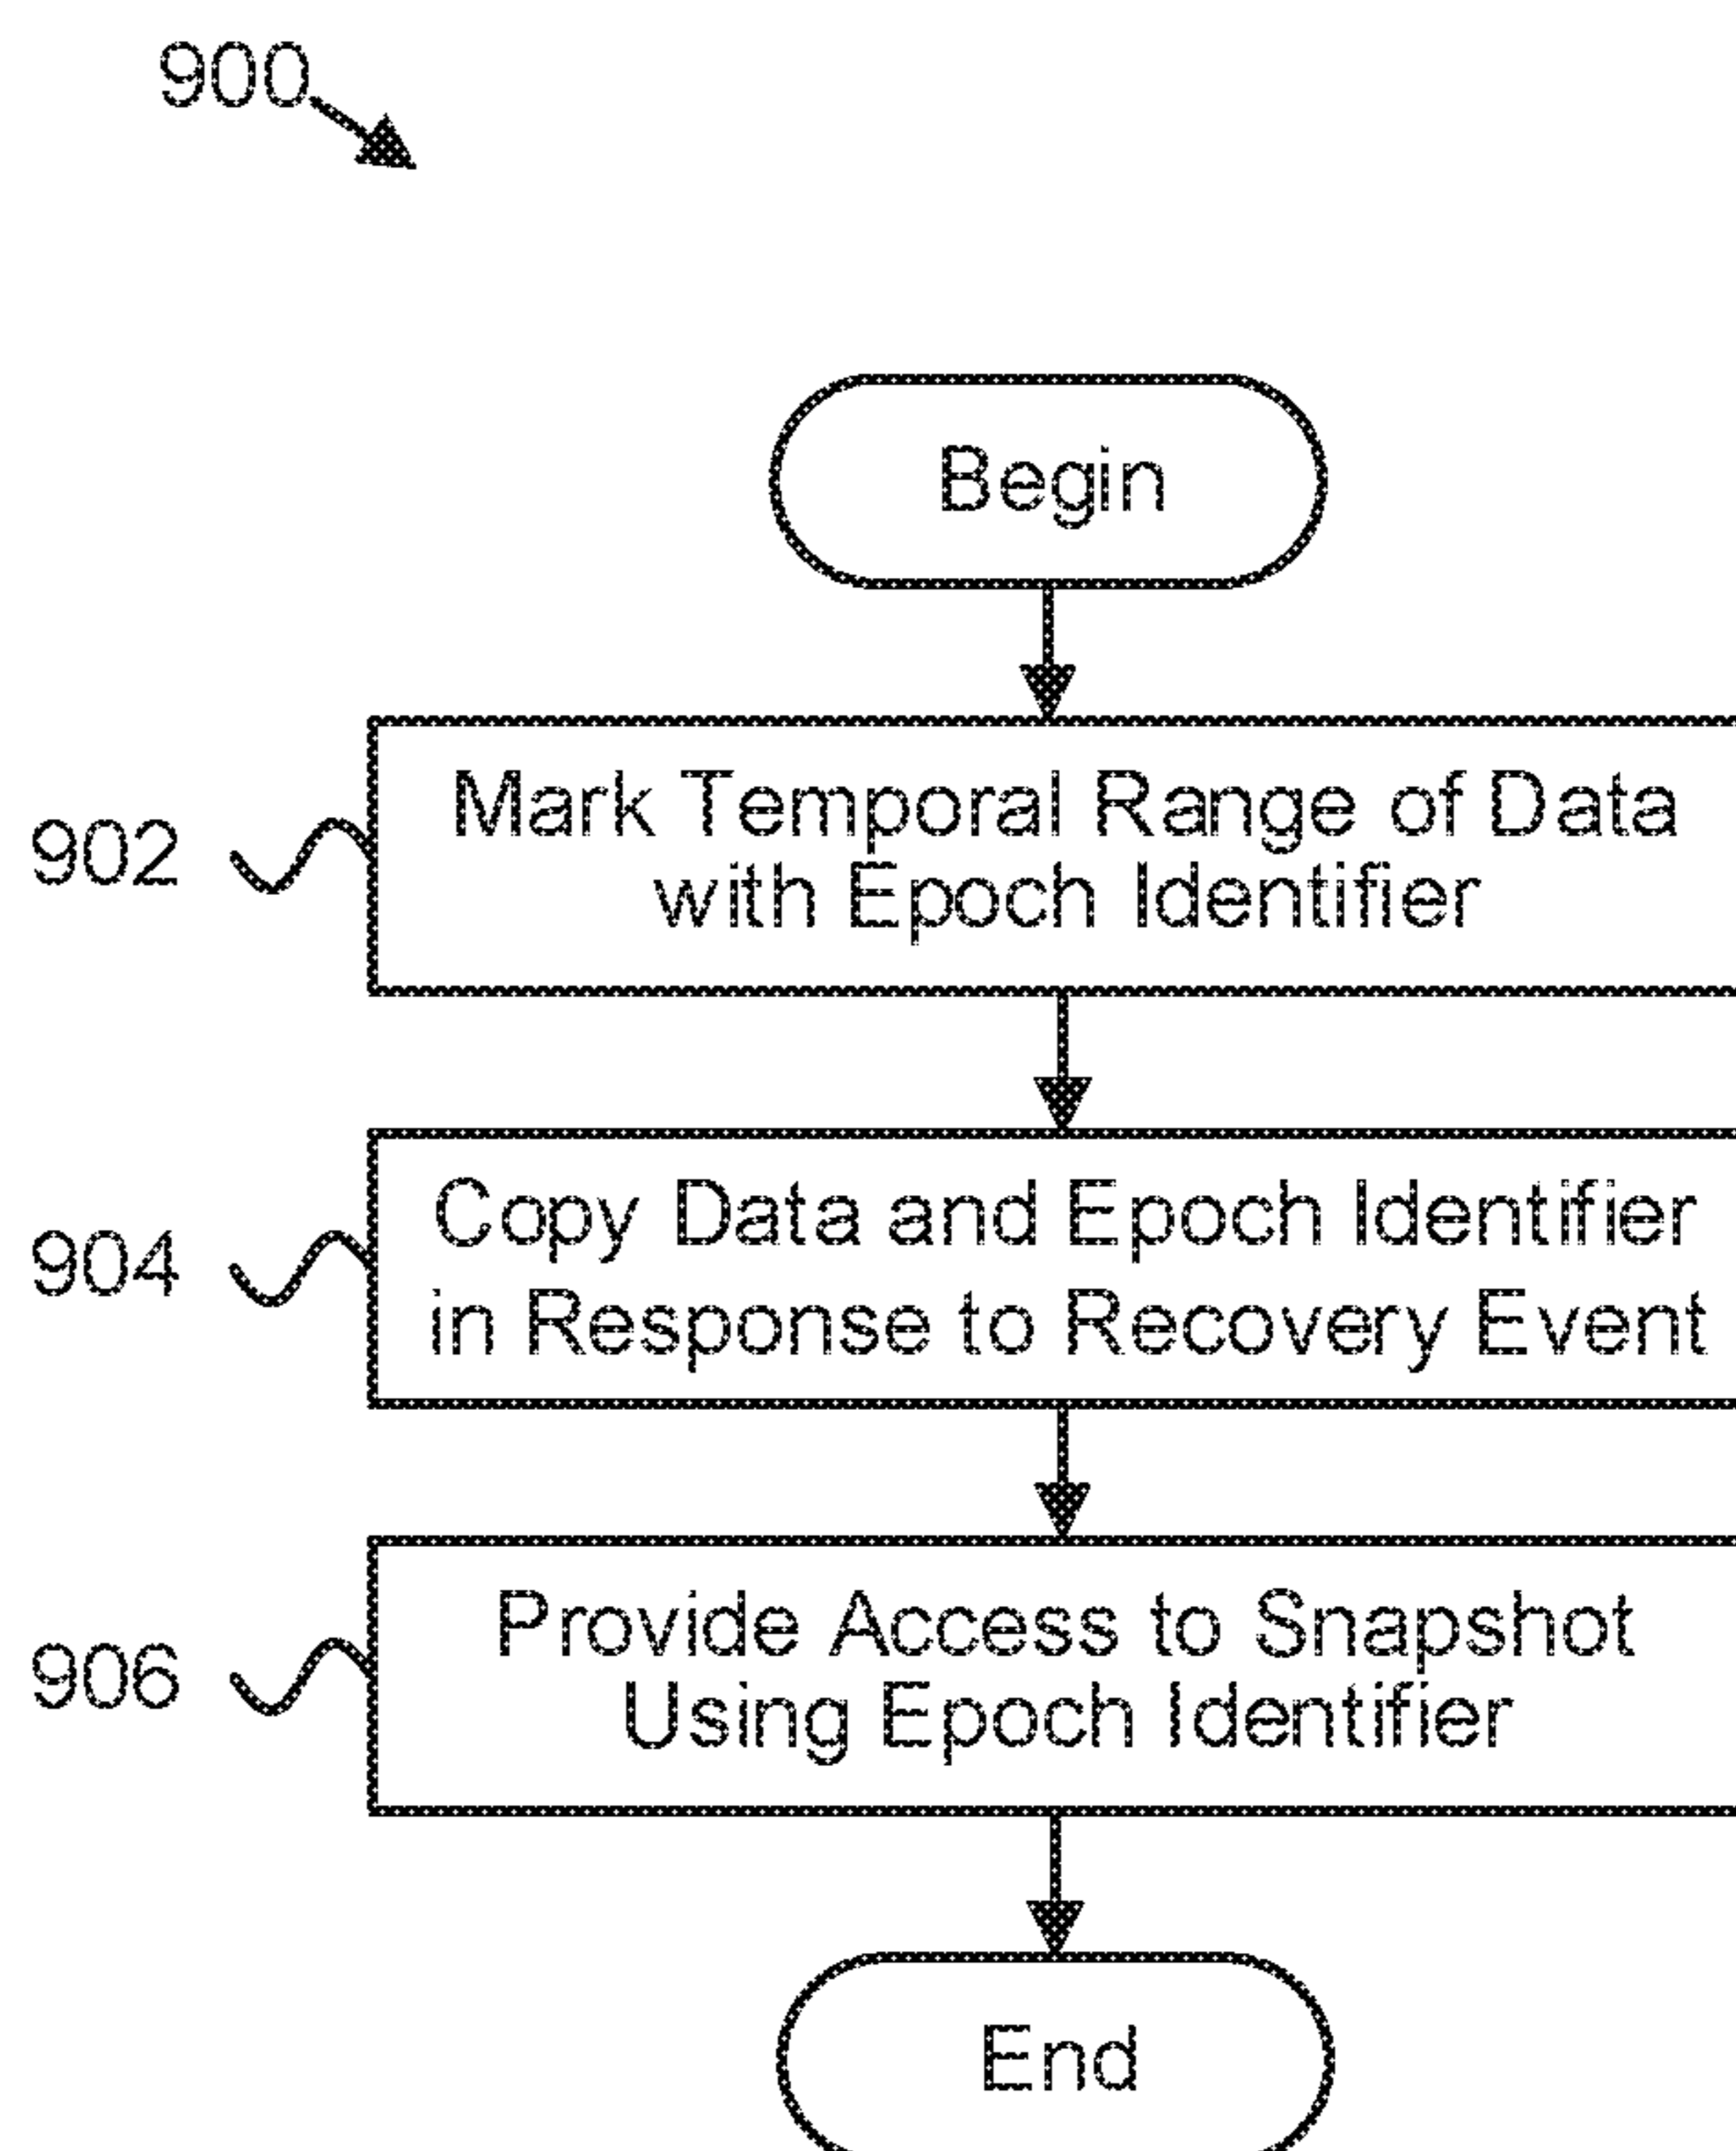 900
Begin
902
Mark Temporal Range of Data
with Epoch Identifier
904
Copy Data and Epoch Identifier
in Response to Recovery Event
906
Provide Access to Snapshot
Using Epoch Identifier
End